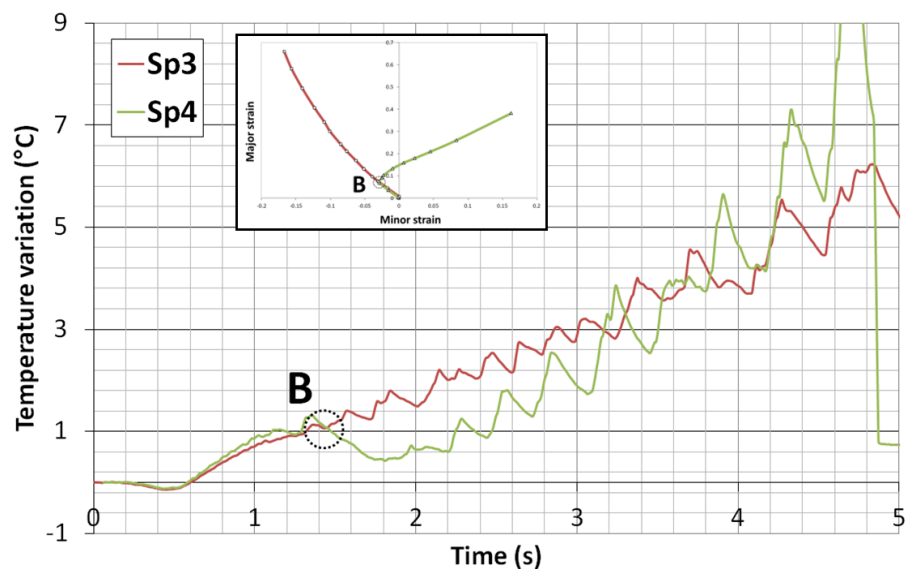 9
7
5
3
1
-1
Temperature variation (°C)
Sp3
Sp4
0.7
0.6
0.5
0.4
0.3
0.2
0.1
0
Major strain
B
-0.2 -0.15 -0.1 -0.05 0 0.05 0.1 0.15 0.2
Minor strain
B
0 1 2 3 4 5
Time (s)